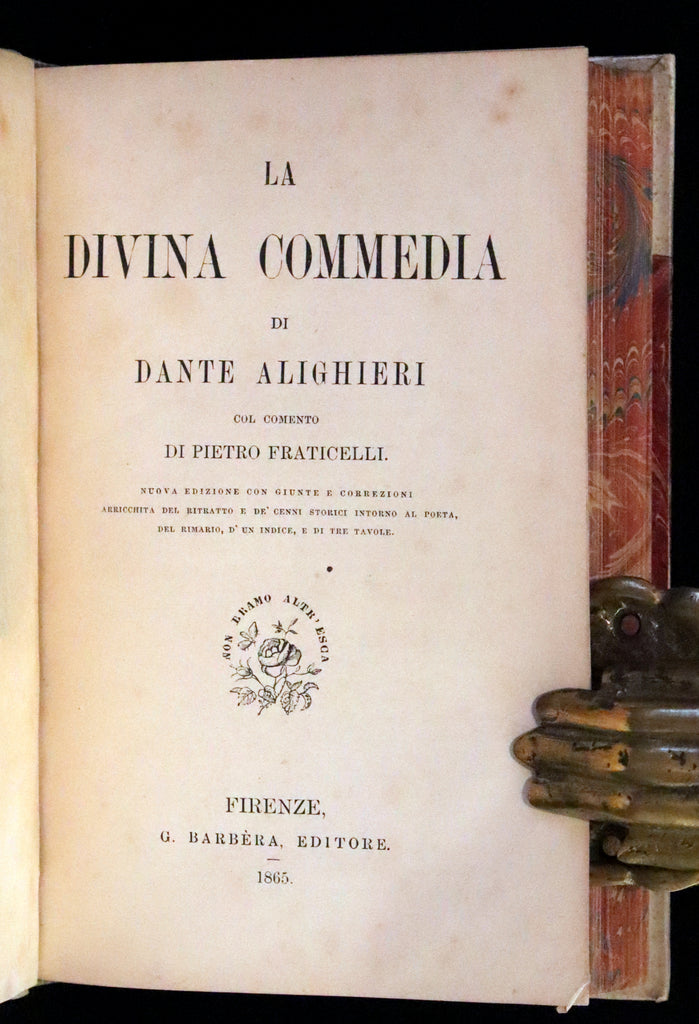 LA
DIVINA COMMEDIA
DI
DANTE ALIGHIERI
COL COMENTO
DI PIETRO FRATICELLI.
NUOVA EDIZIONE CON GIUNTE E CORREZIONI
ARRICCHITA DEL RITRATTO E DE' CENNI STORICI INTORNO AL POETA,
DEL RIMARIO, D' UN INDICE, E DI TRE TAVOLE.
NON BRAMO ALTR' ESCA
FIRENZE,
G. BARBÈRA, EDITORE.
1865.